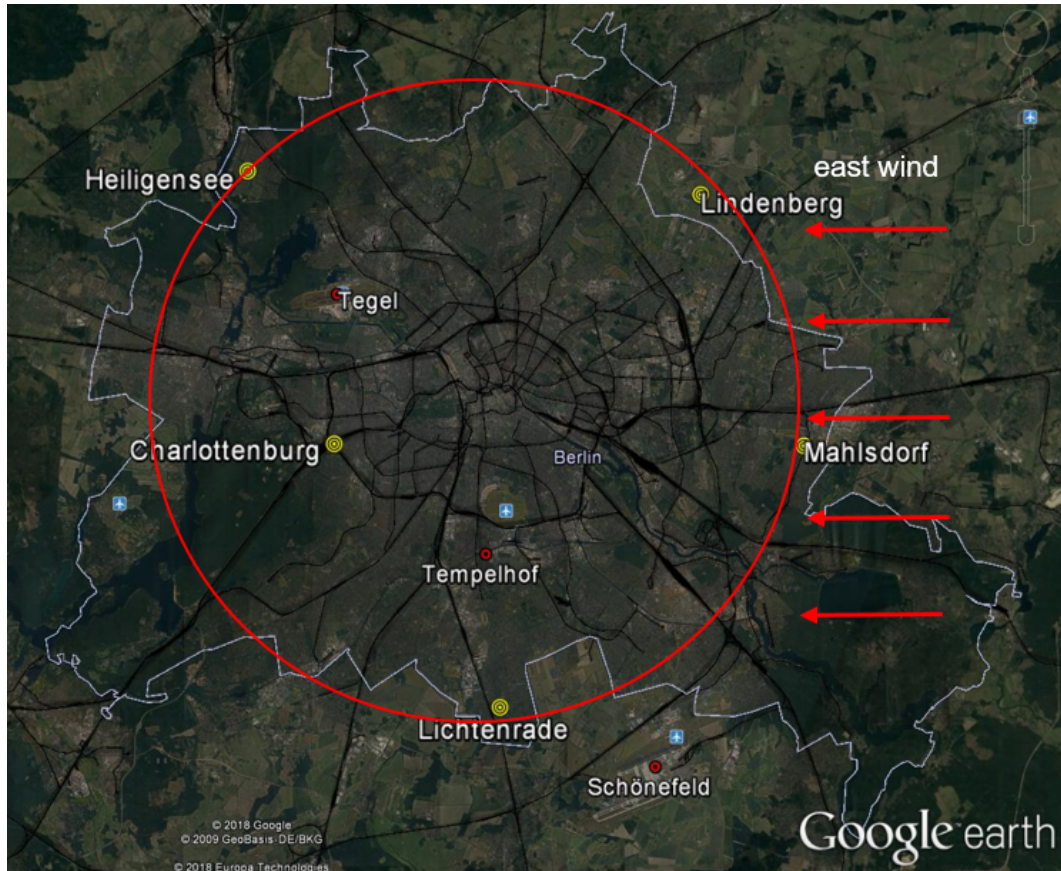 east wind
Heiligensee
Lindenberg
Tegel
Charlottenburg
Berlin
Mahlsdorf
Tempelhof
Lichtenrade
Schönefeld
© 2018 Google
© 2009 GeoBasis-DE/BKG
© 2018 Europa Technologies
Google earth